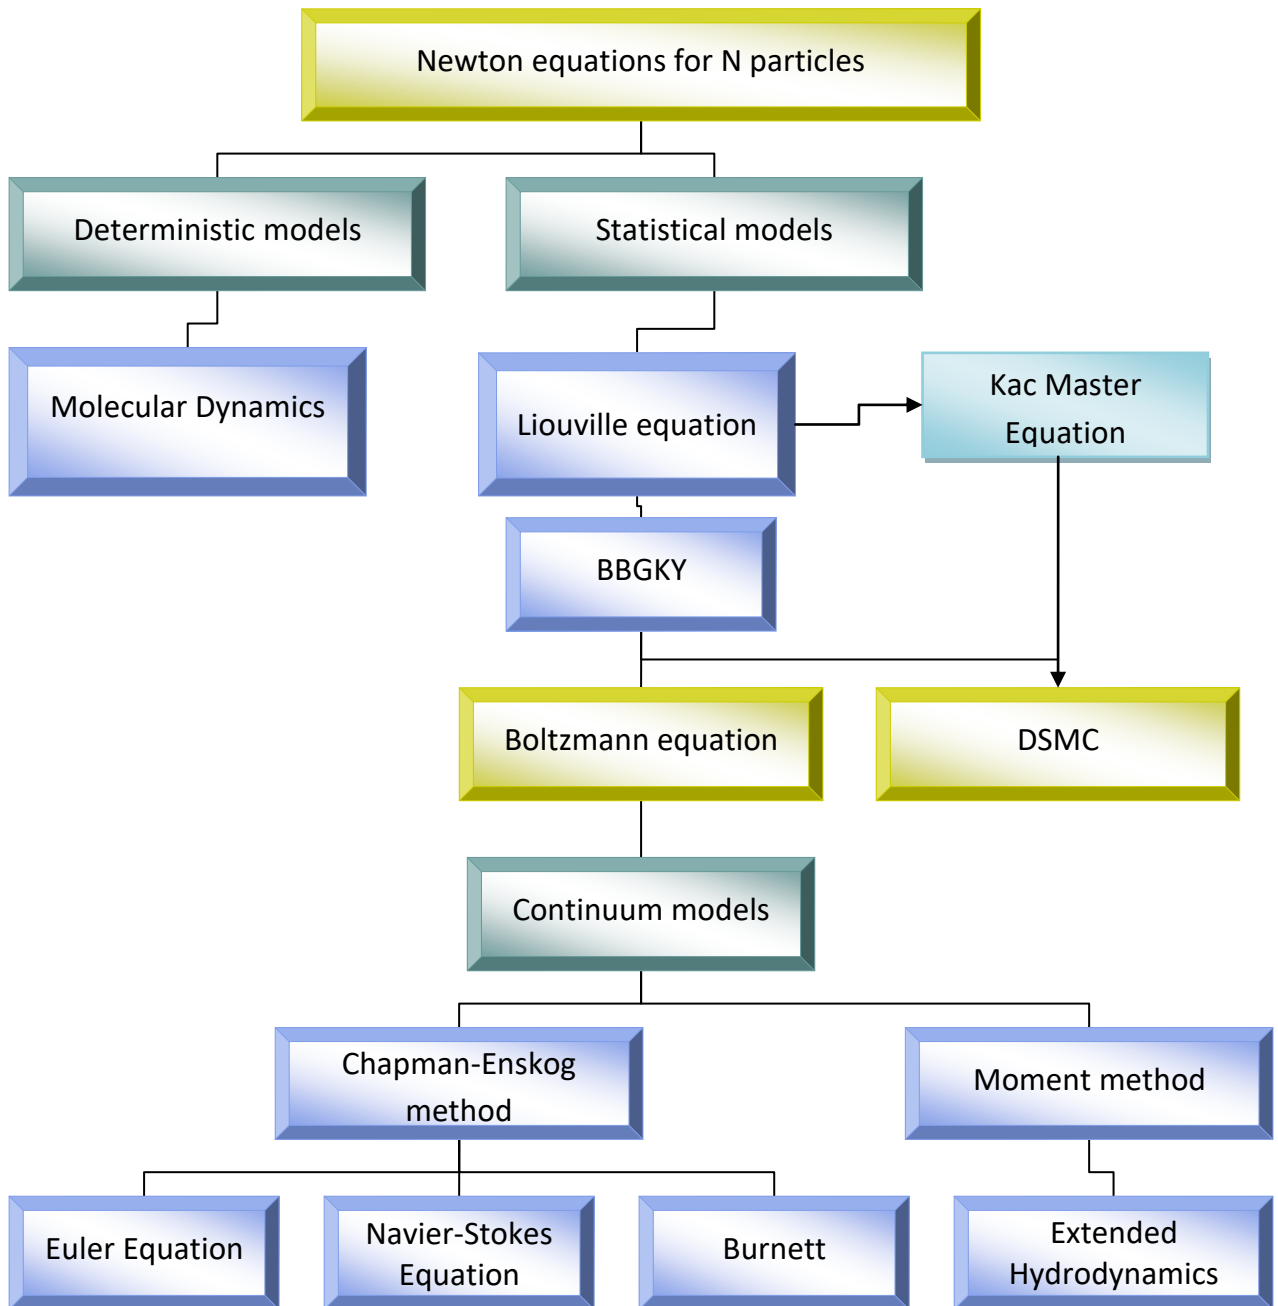 Newton equations for N particles
Deterministic models
Statistical models
Molecular Dynamics
Liouville equation
Kac Master
Equation
BBGKY
Boltzmann equation
DSMC
Continuum models
Chapman-Enskog
method
Moment method
Euler Equation
Navier-Stokes
Equation
Burnett
Extended
Hydrodynamics